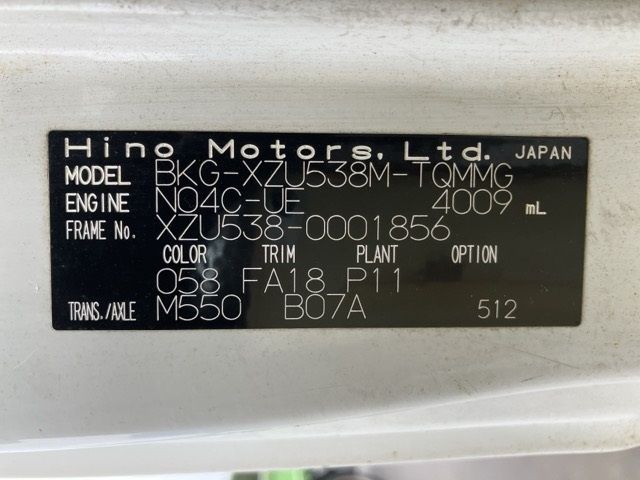 Hino Motors, Ltd. JAPAN
MODEL BKG-XZU538M-TQMMG
ENGINE N04C-UE 4009 mL
FRAME No. XZU538-0001856
COLOR TRIM PLANT OPTION
058 FA18 P11
TRANS./AXLE M550 B07A 512